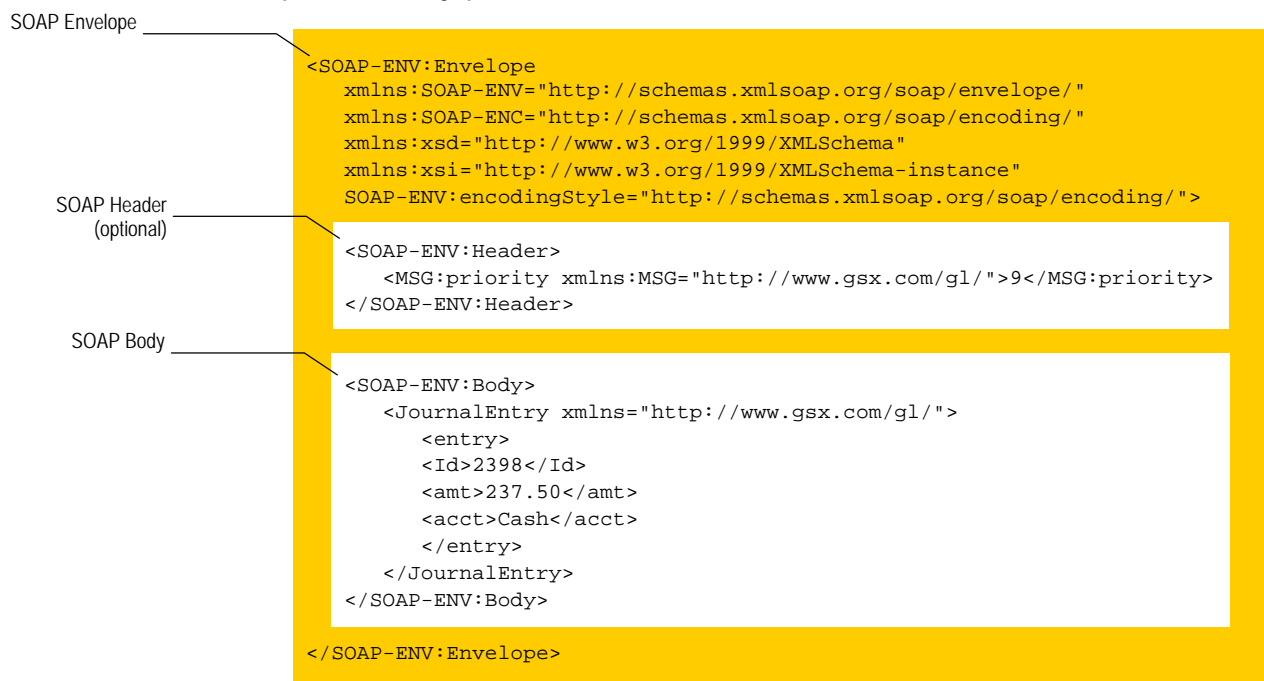 SOAP Envelope
<SOAP-ENV:Envelope
xmlns:SOAP-ENV="http://schemas.xmlsoap.org/soap/envelope/"
xmlns:SOAP-ENC="http://schemas.xmlsoap.org/soap/encoding/"
xmlns:xsd="http://www.w3.org/1999/XMLSchema"
xmlns:xsi="http://www.w3.org/1999/XMLSchema-instance"
SOAP-ENV:encodingStyle="http://schemas.xmlsoap.org/soap/encoding/">
SOAP Header
(optional)
<SOAP-ENV:Header>
<MSG:priority xmlns:MSG="http://www.gsx.com/gl/">9</MSG:priority>
</SOAP-ENV:Header>
SOAP Body
<SOAP-ENV:Body>
<JournalEntry xmlns="http://www.gsx.com/gl/">
<entry>
<Id>2398</Id>
<amt>237.50</amt>
<acct>Cash</acct>
</entry>
</JournalEntry>
</SOAP-ENV:Body>
</SOAP-ENV:Envelope>